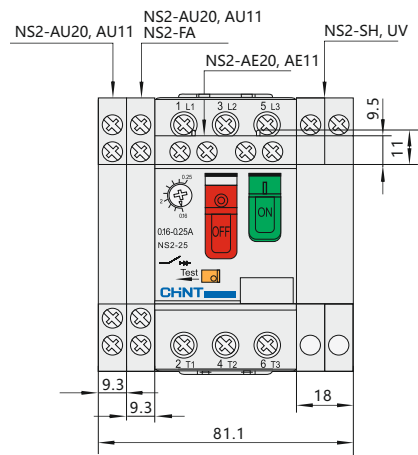 NS2-AU20, AU11
NS2-AU20, AU11
NS2-FA
NS2-SH, UV
NS2-AE20, AE11
1 L1
3 L2
5 L3
9.5
11
0.25
2
0.16
OFF
ON
0.16-0.25A
NS2-25
Test
CHNT
2 T1
4 T2
6 T3
9.3
9.3
18
81.1